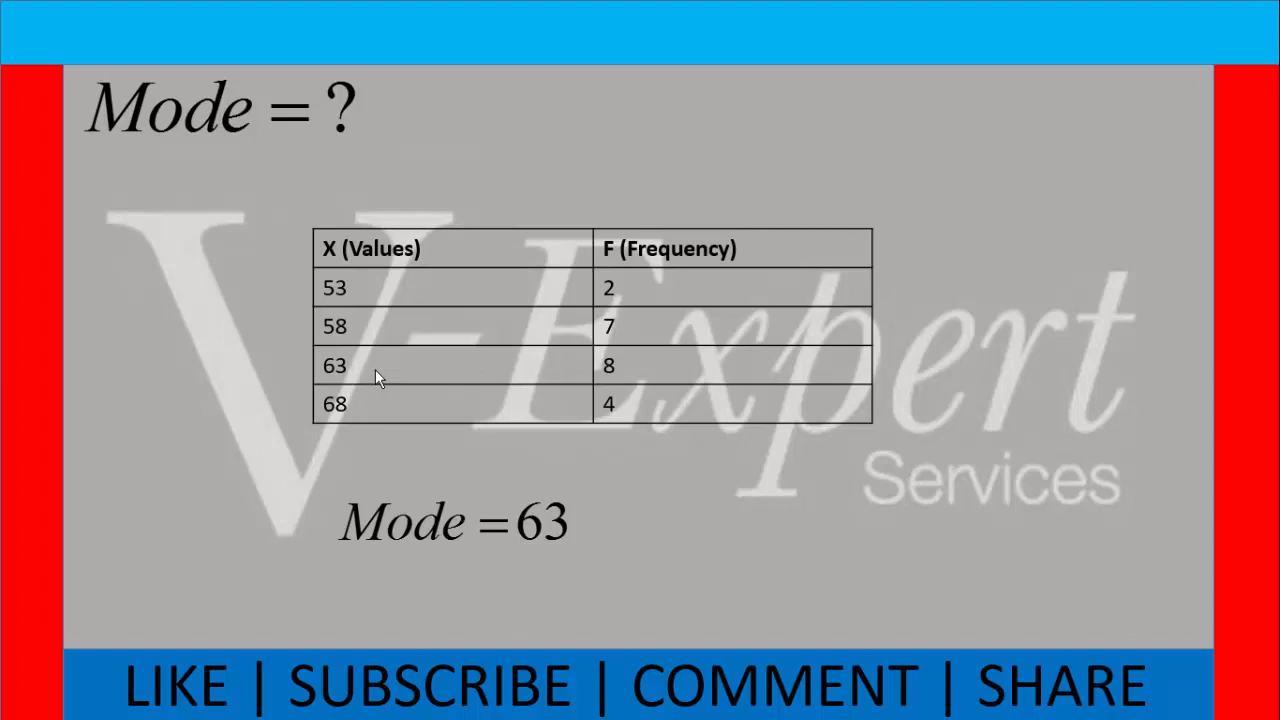 Mode = ?
X (Values) F (Frequency)
53 2
58 7
63 8
68 4
V-Expert
Services
Mode = 63
LIKE | SUBSCRIBE | COMMENT | SHARE